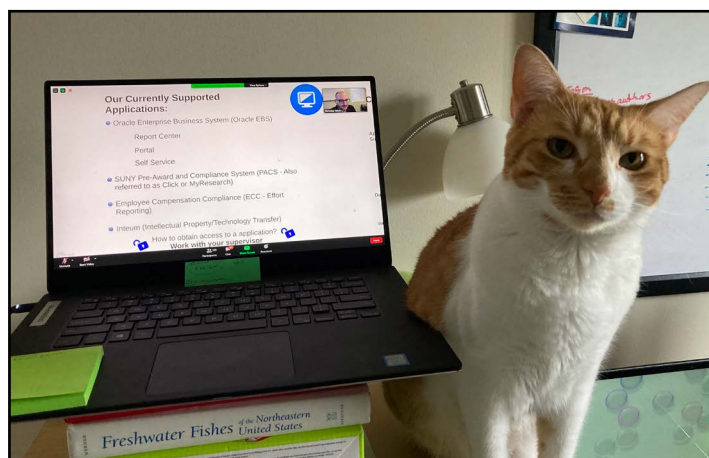 Our Currently Supported
Applications:
Oracle Enterprise Business System (Oracle EBS)
Report Center
Portal
Self Service
SUNY Pre-Award and Compliance System (PACS - Also
referred to as Click or MyResearch)
Employee Compensation Compliance (ECC - Effort
Reporting)
Inteum (Intellectual Property/Technology Transfer)
How to obtain access to a application?
Work with your supervisor
authors
Freshwater Fishes of the Northeastern
United States